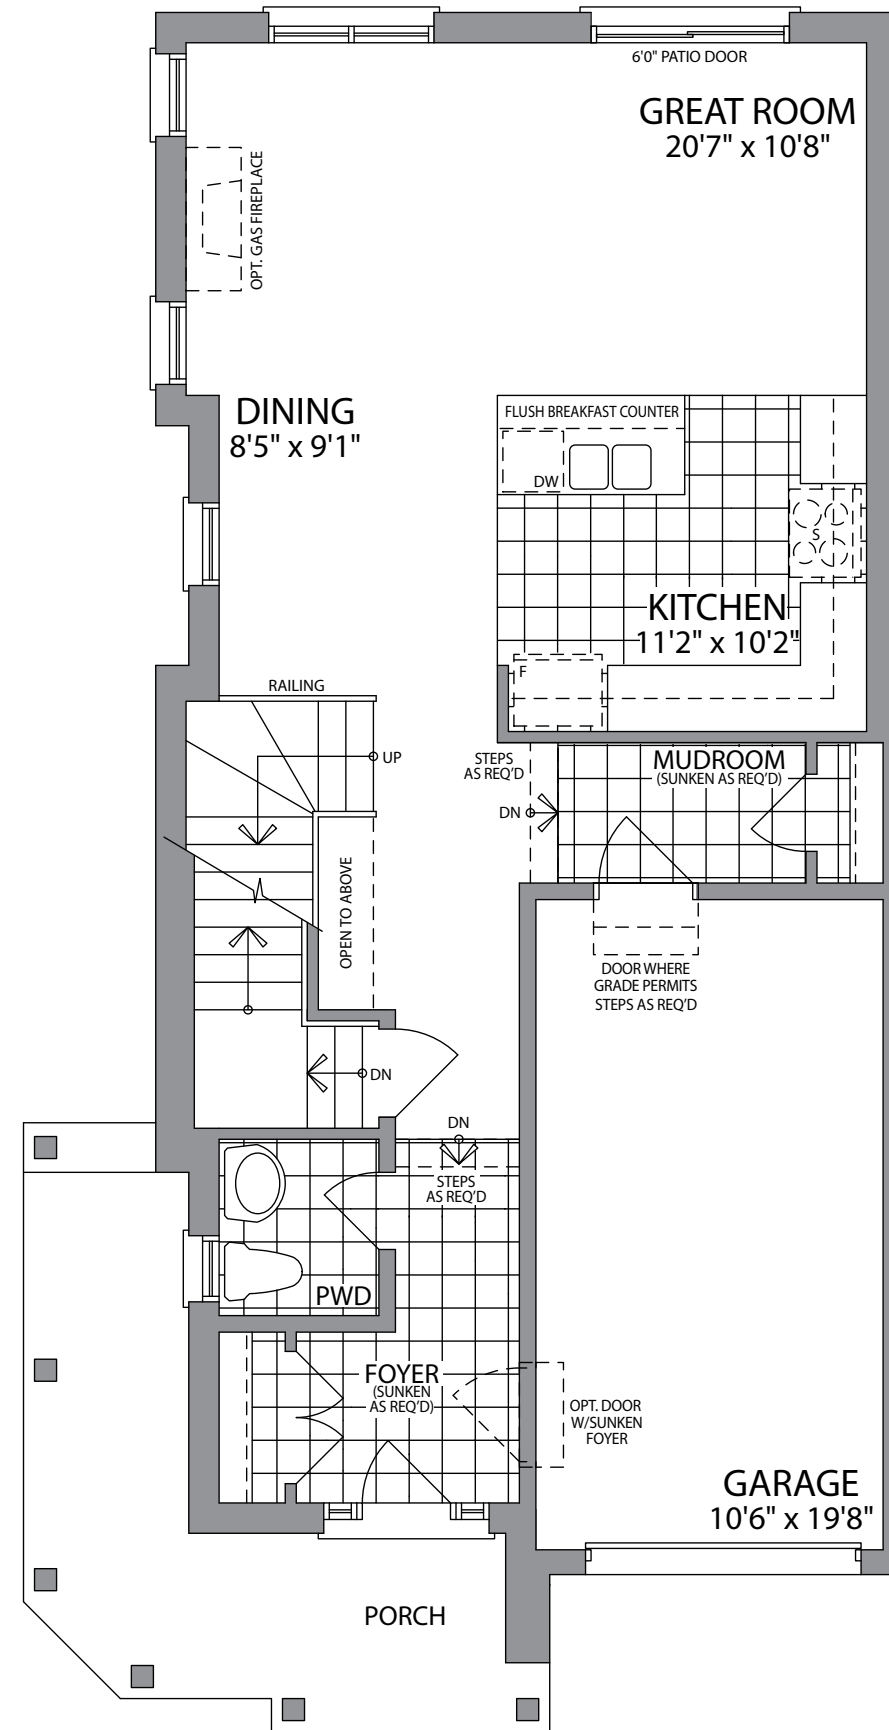 6'0" PATIO DOOR
GREAT ROOM
20'7" x 10'8"
OPT. GAS FIREPLACE
DINING
8'5" x 9'1"
FLUSH BREAKFAST COUNTER
DW
S
KITCHEN
11'2" x 10'2"
F
RAILING
UP
STEPS
AS REQ'D
MUDROOM
(SUNKEN AS REQ'D)
DN
OPEN TO ABOVE
DOOR WHERE
GRADE PERMITS
STEPS AS REQ'D
DN
DN
STEPS
AS REQ'D
PWD
FOYER
(SUNKEN
AS REQ'D)
OPT. DOOR
W/SUNKEN
FOYER
GARAGE
10'6" x 19'8"
PORCH